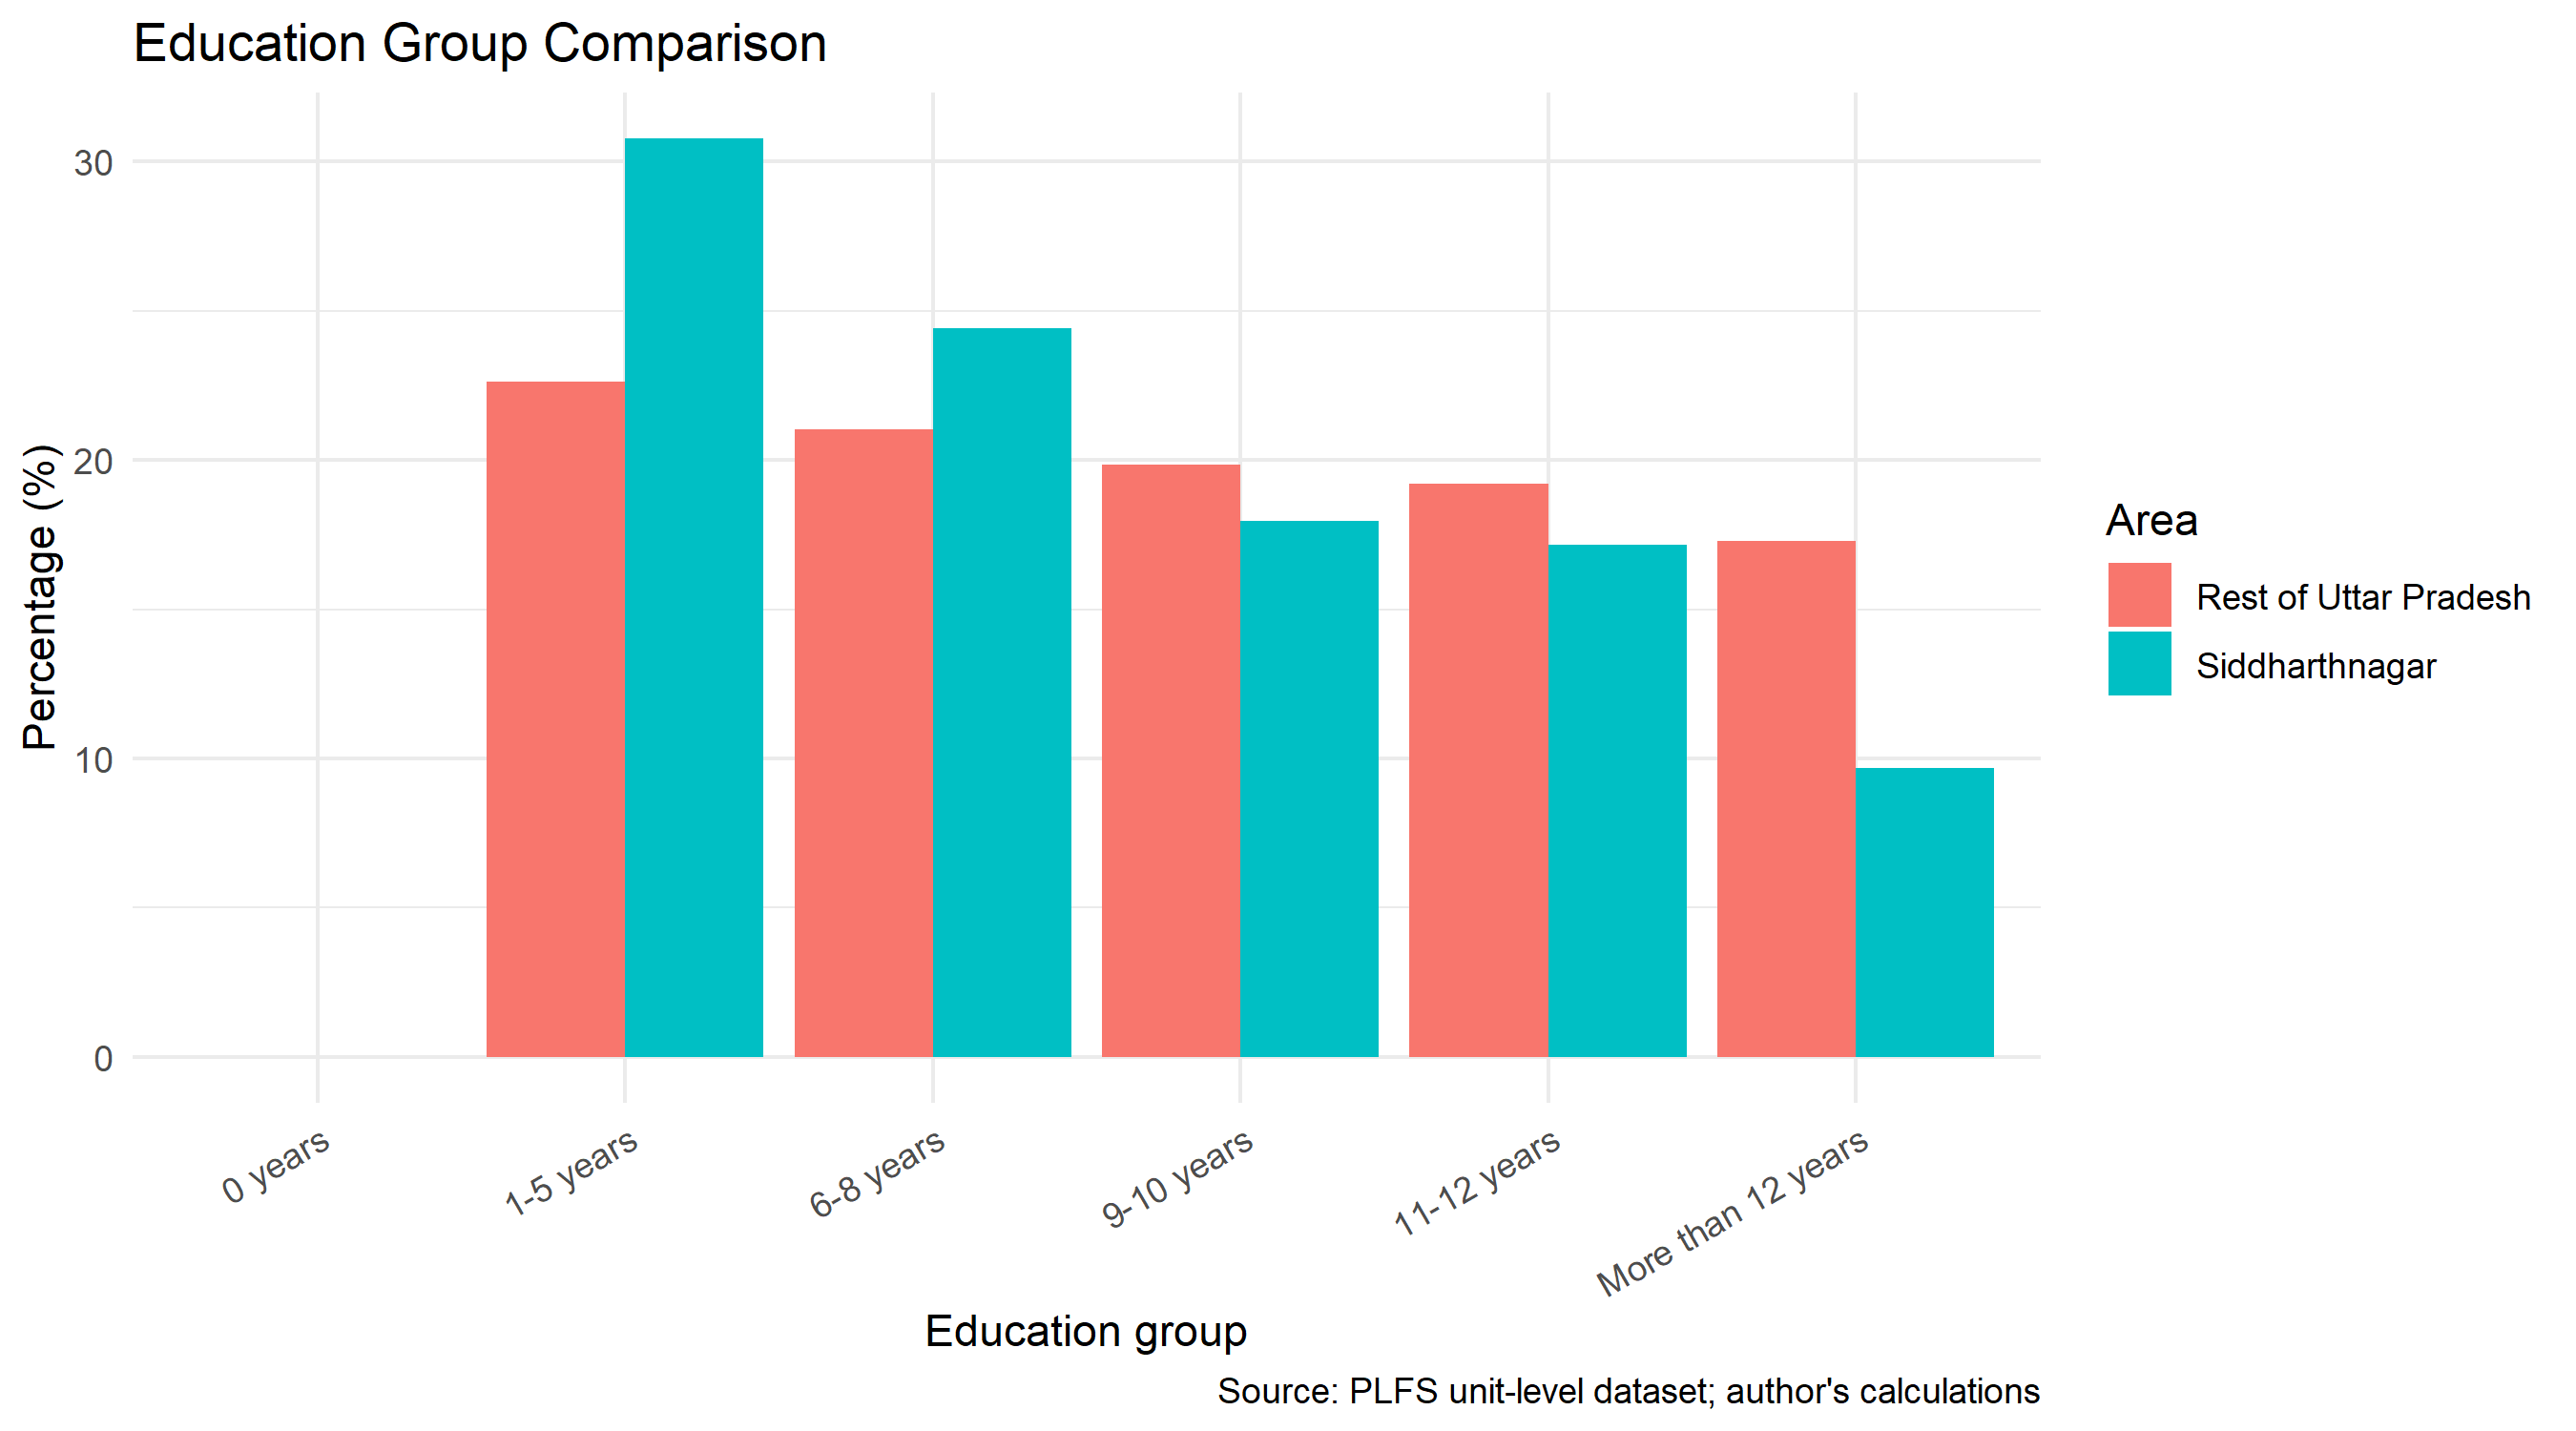 Education Group Comparison
Percentage (%)
30
20
10
0
0 years
1-5 years
6-8 years
9-10 years
11-12 years
More than 12 years
Education group
Area
Rest of Uttar Pradesh
Siddharthnagar
Source: PLFS unit-level dataset; author's calculations